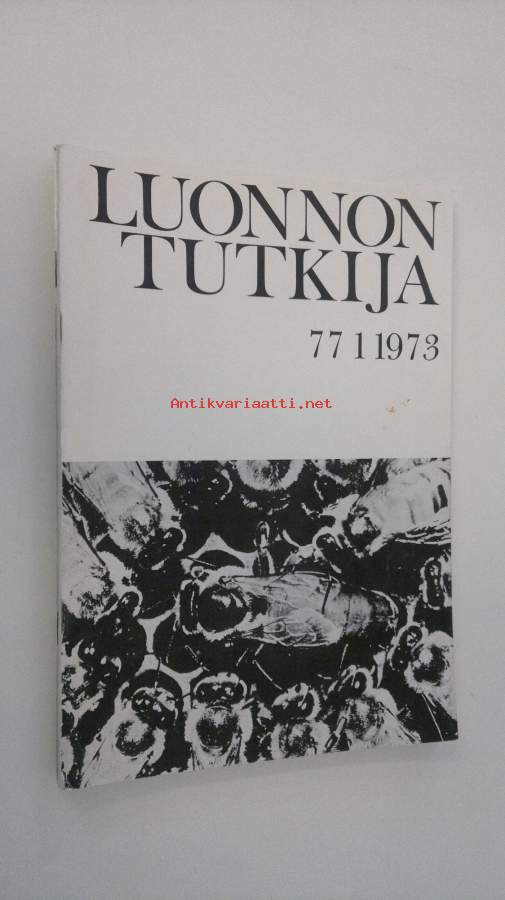 LUONNON
TUTKIJA
77 1 1973
Antikvariaatti.net